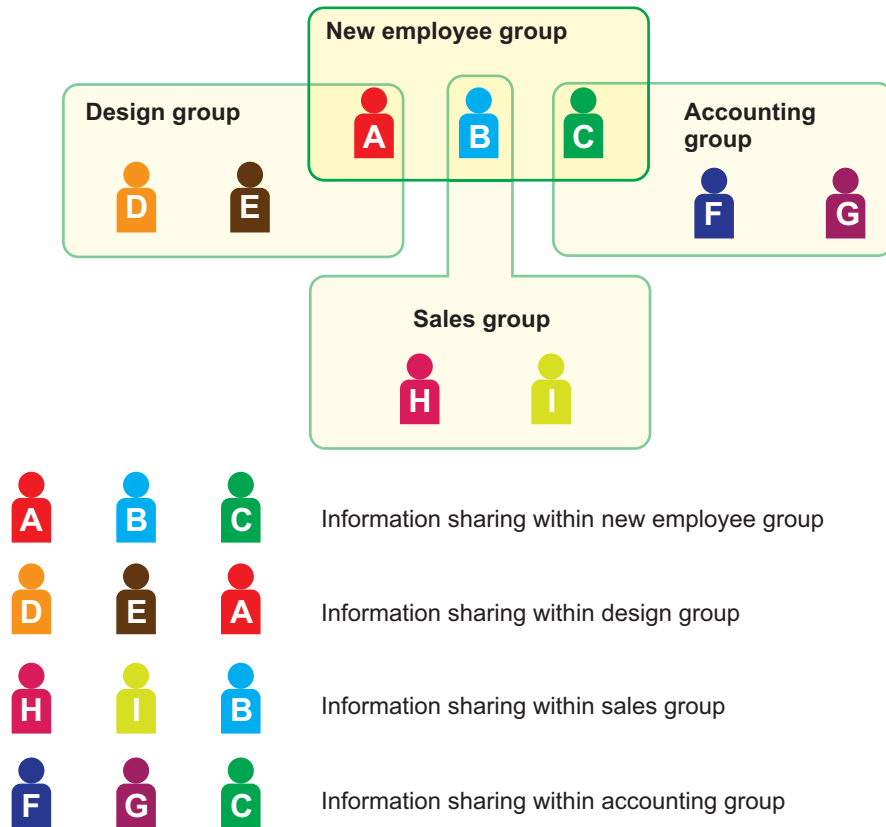 New employee group
Design group
A
B
C
Accounting
group
D
E
F
G
Sales group
H
I
A B C Information sharing within new employee group
D E A Information sharing within design group
H I B Information sharing within sales group
F G C Information sharing within accounting group